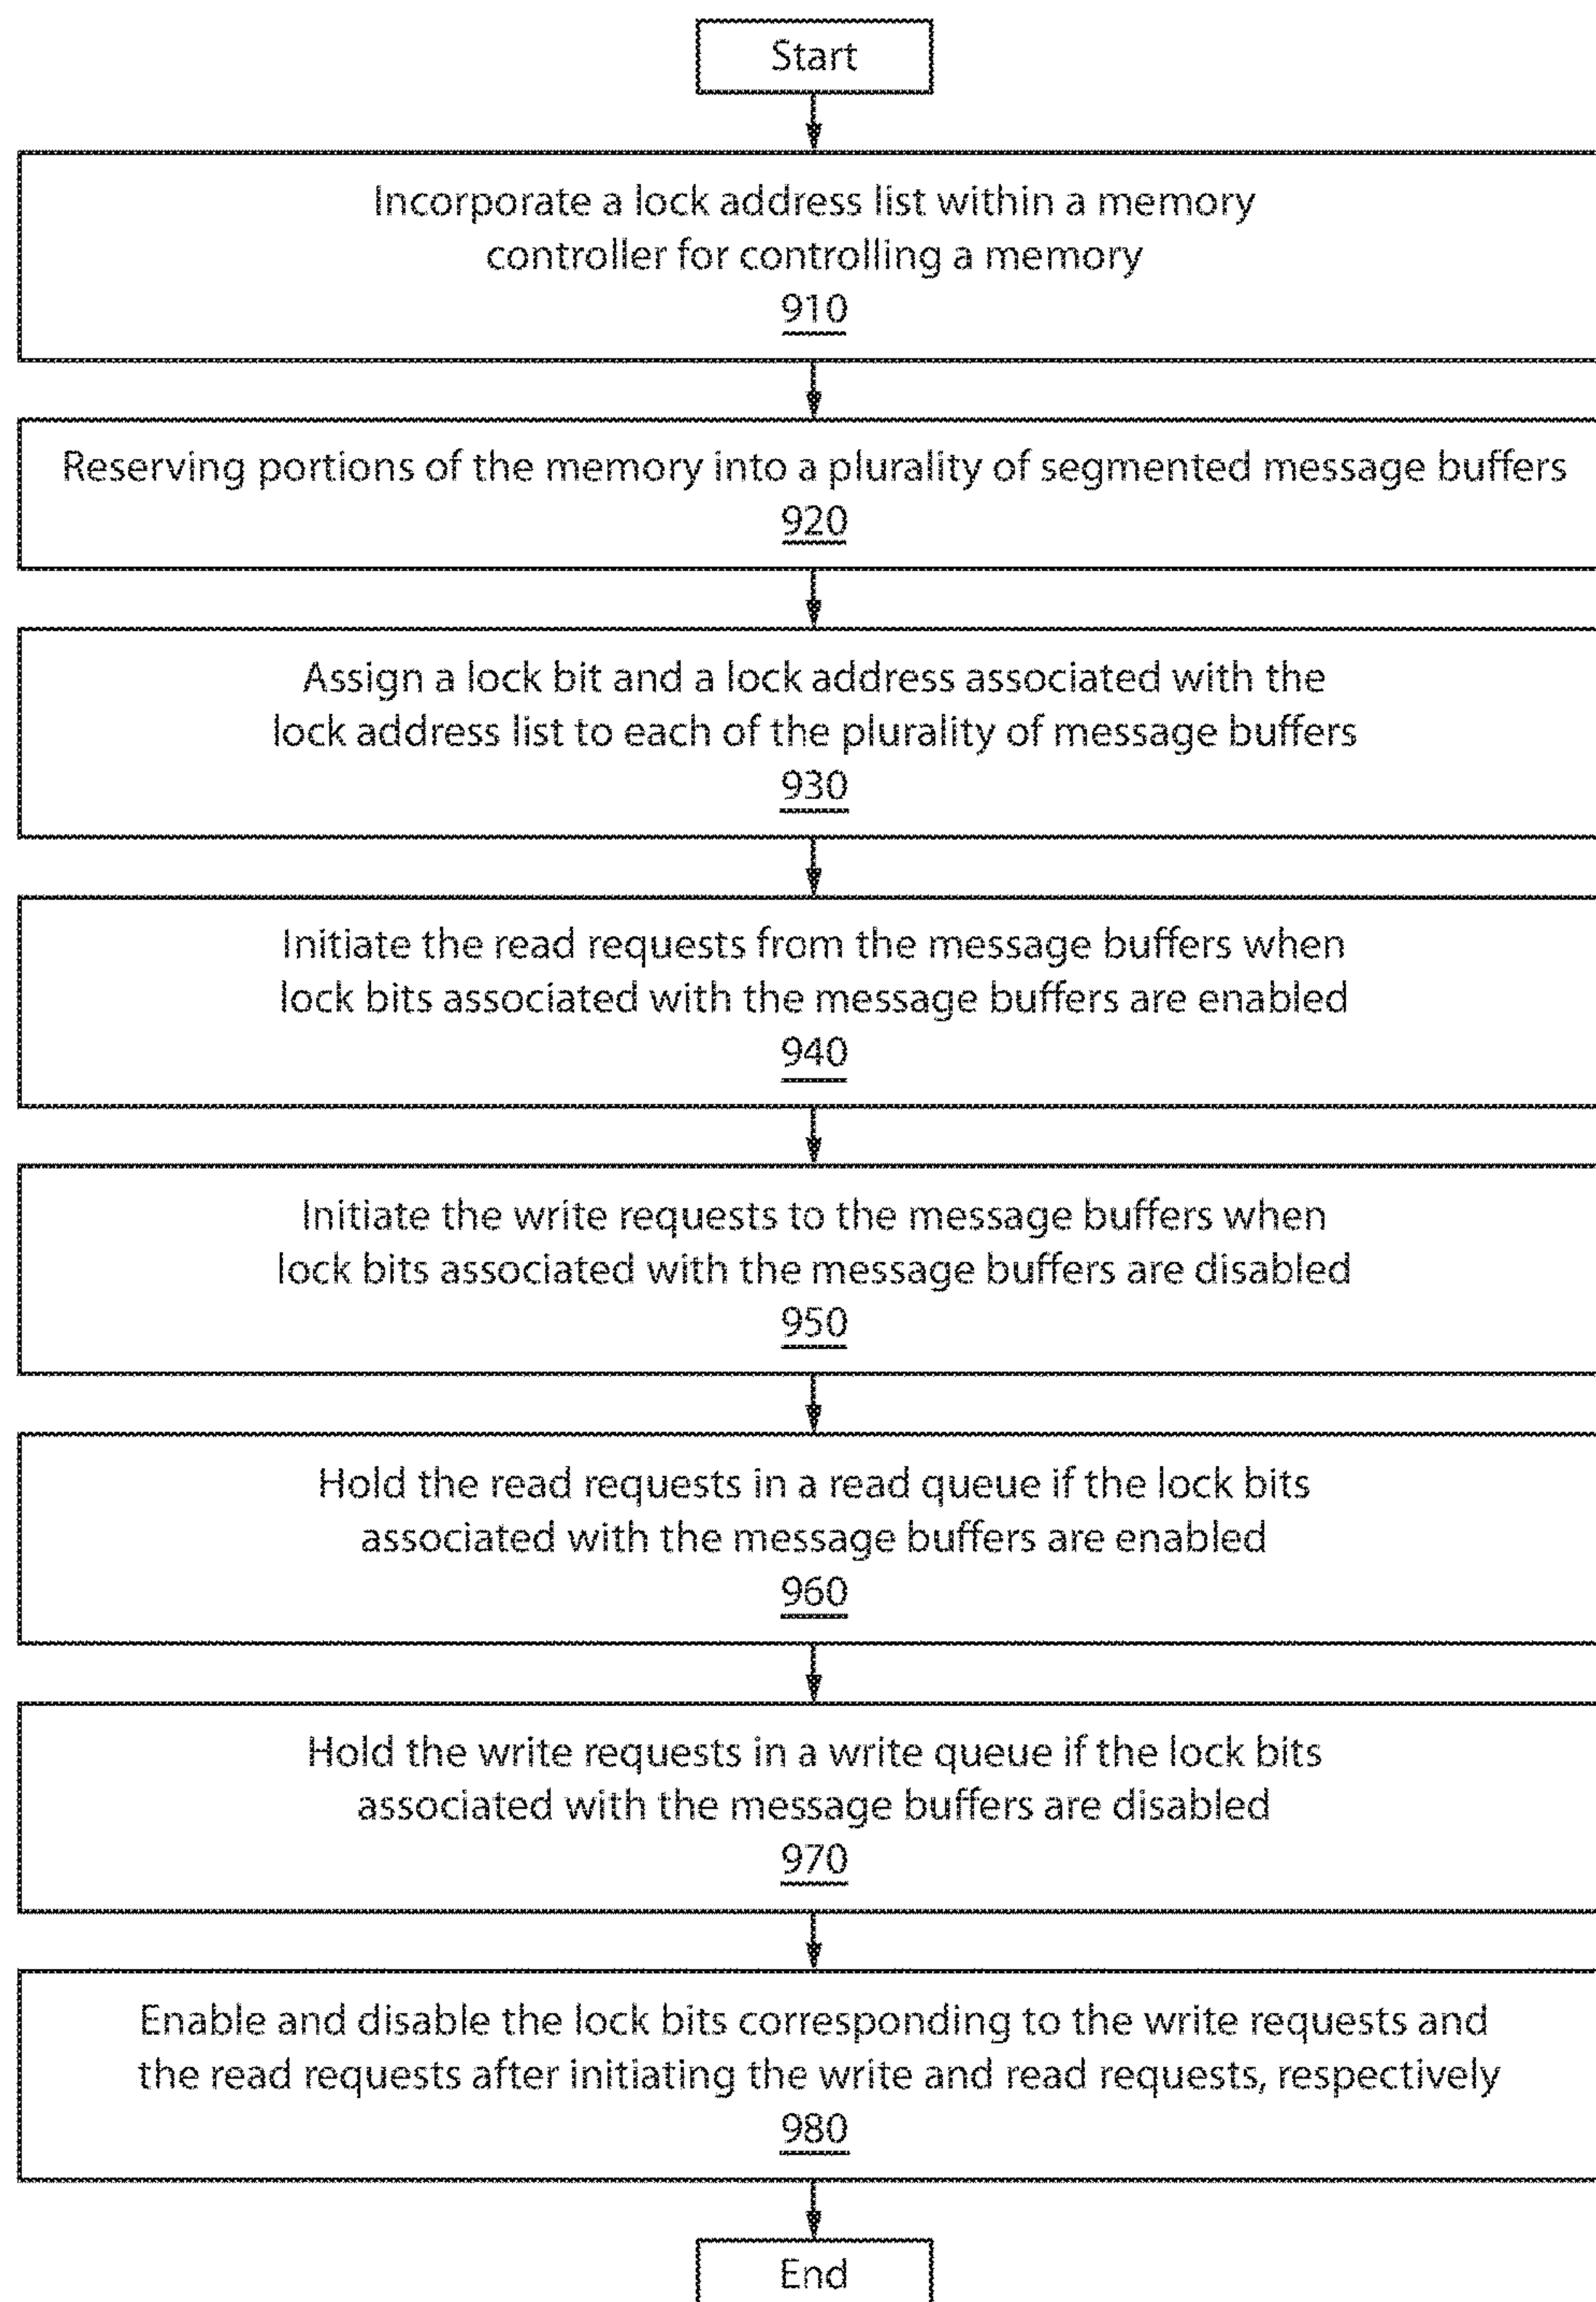 Start
Incorporate a lock address list within a memory
controller for controlling a memory
910
Reserving portions of the memory into a plurality of segmented message buffers
920
Assign a lock bit and a lock address associated with the
lock address list to each of the plurality of message buffers
930
Initiate the read requests from the message buffers when
lock bits associated with the message buffers are enabled
940
Initiate the write requests to the message buffers when
lock bits associated with the message buffers are disabled
950
Hold the read requests in a read queue if the lock bits
associated with the message buffers are enabled
960
Hold the write requests in a write queue if the lock bits
associated with the message buffers are disabled
970
Enable and disable the lock bits corresponding to the write requests and
the read requests after initiating the write and read requests, respectively
980
End